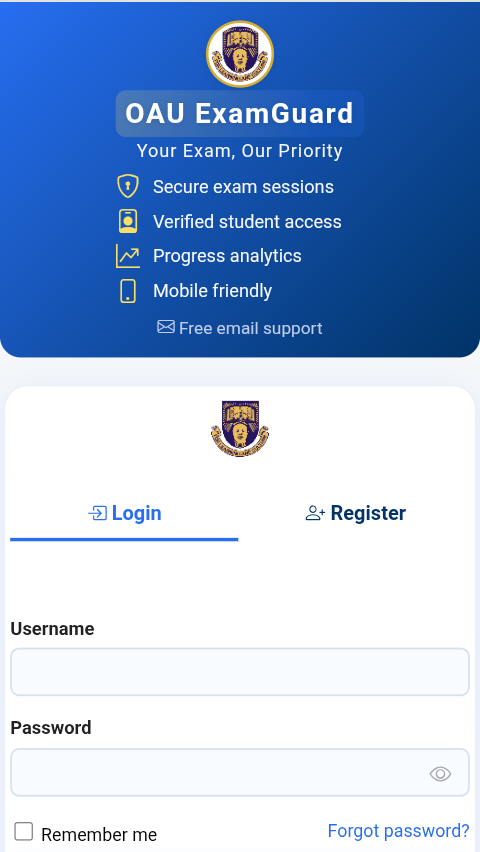 OAU ExamGuard
Your Exam, Our Priority
Secure exam sessions
Verified student access
Progress analytics
Mobile friendly
Free email support
Login
Register
Username
Password
Remember me
Forgot password?